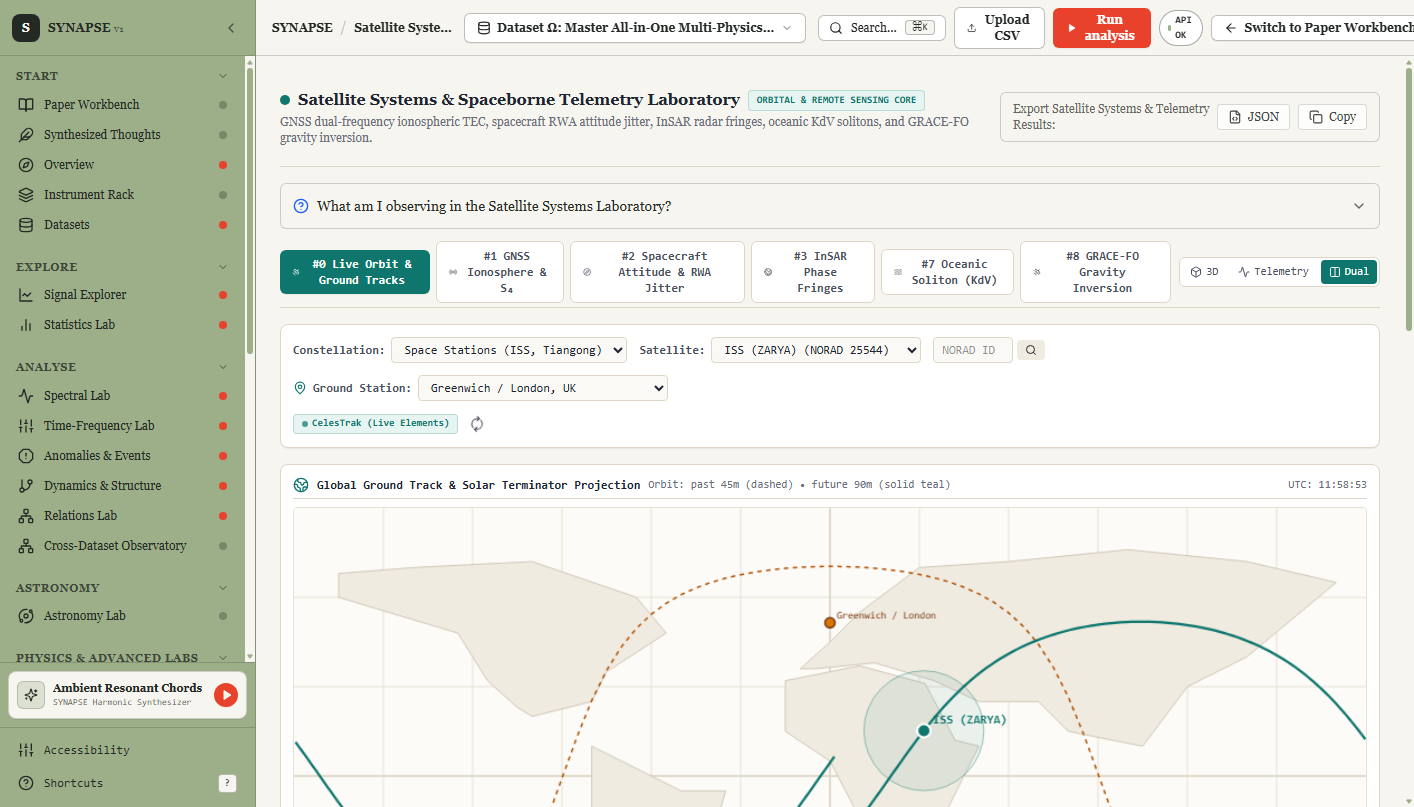 S SYNAPSE V1
START
Paper Workbench
Synthesized Thoughts
Overview
Instrument Rack
Datasets
EXPLORE
Signal Explorer
Statistics Lab
ANALYSE
Spectral Lab
Time-Frequency Lab
Anomalies & Events
Dynamics & Structure
Relations Lab
Cross-Dataset Observatory
ASTRONOMY
Astronomy Lab
PHYSICS & ADVANCED LABS
Ambient Resonant Chords
SYNAPSE Harmonic Synthesizer
Accessibility
Shortcuts ?
SYNAPSE / Satellite Syste...
Dataset Ω: Master All-in-One Multi-Physics...
Search... ⌘K
Upload
CSV
Run
analysis
API
OK
← Switch to Paper Workbench
Satellite Systems & Spaceborne Telemetry Laboratory
ORBITAL & REMOTE SENSING CORE
GNSS dual-frequency ionospheric TEC, spacecraft RWA attitude jitter, InSAR radar fringes, oceanic KdV solitons, and GRACE-FO
gravity inversion.
Export Satellite Systems & Telemetry
Results:
JSON
Copy
What am I observing in the Satellite Systems Laboratory?
#0 Live Orbit &
Ground Tracks
#1 GNSS
Ionosphere &
S₄
#2 Spacecraft
Attitude & RWA
Jitter
#3 InSAR
Phase
Fringes
#7 Oceanic
Soliton (KdV)
#8 GRACE-FO
Gravity
Inversion
3D
Telemetry
Dual
Constellation: Space Stations (ISS, Tiangong) Satellite: ISS (ZARYA) (NORAD 25544) NORAD ID
Ground Station: Greenwich / London, UK
CelesTrak (Live Elements)
Global Ground Track & Solar Terminator Projection Orbit: past 45m (dashed) • future 90m (solid teal) UTC: 11:58:53
Greenwich / London
ISS (ZARYA)